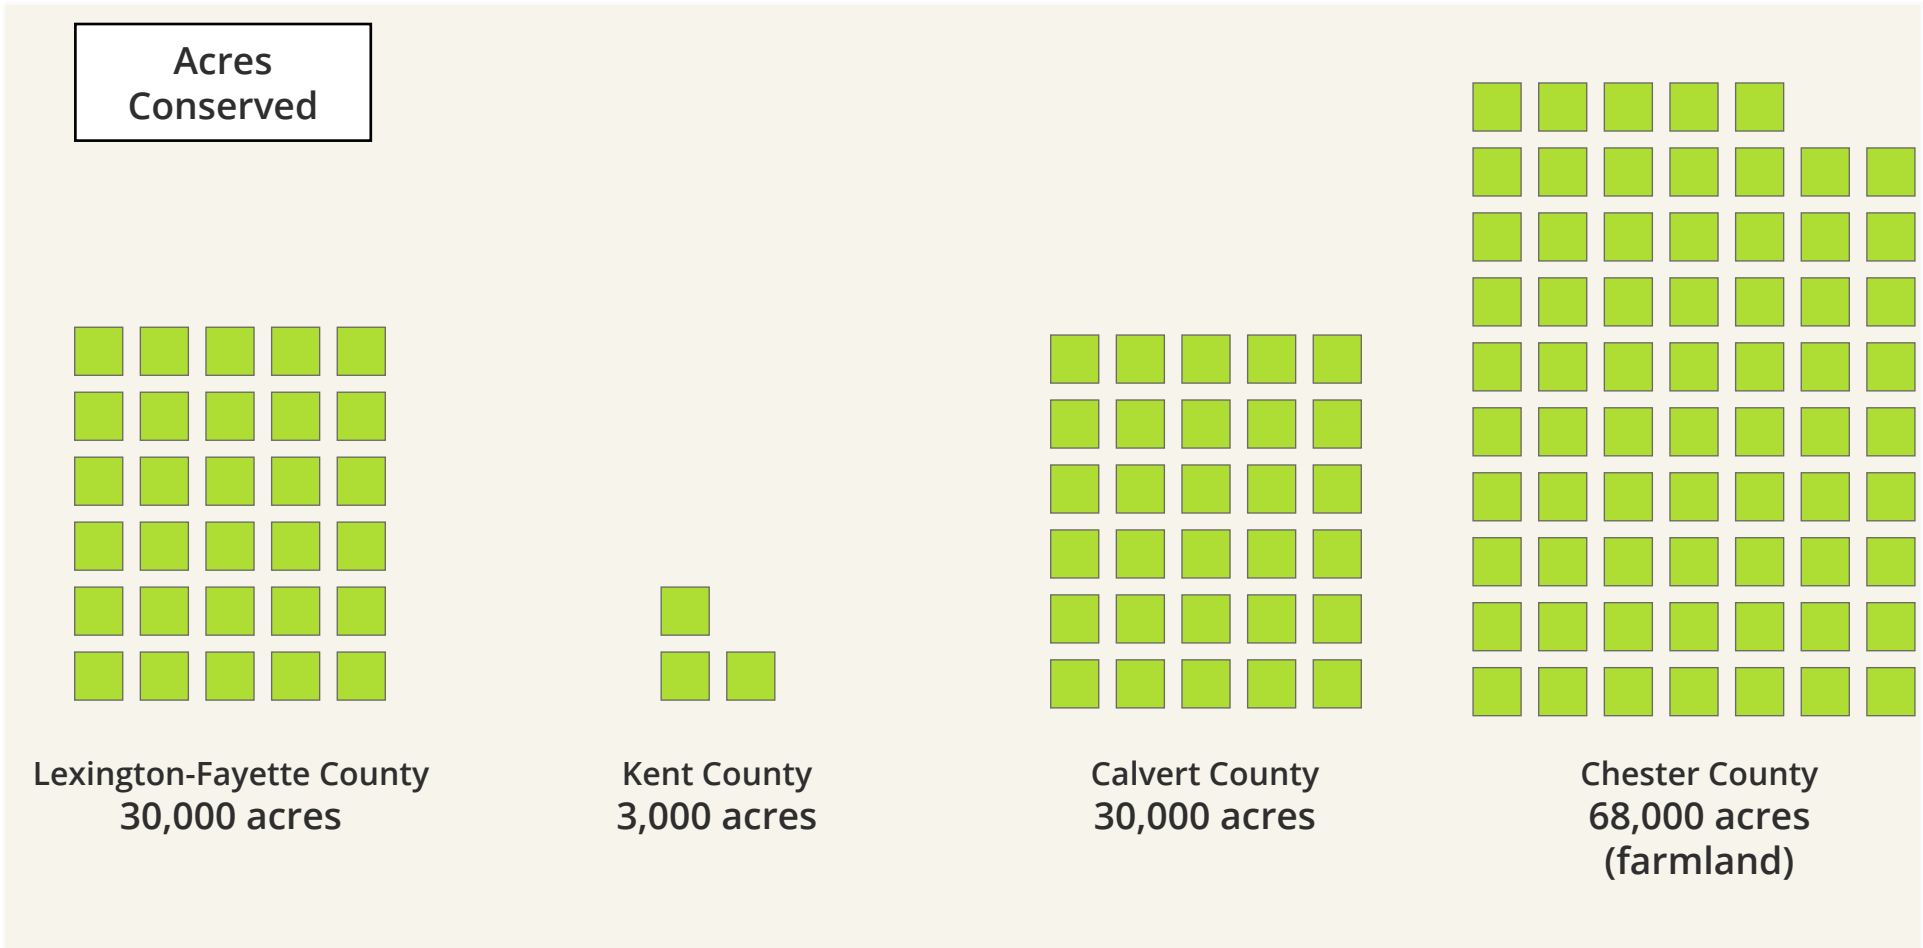 Acres
Conserved
Lexington-Fayette County
30,000 acres
Kent County
3,000 acres
Calvert County
30,000 acres
Chester County
68,000 acres
(farmland)